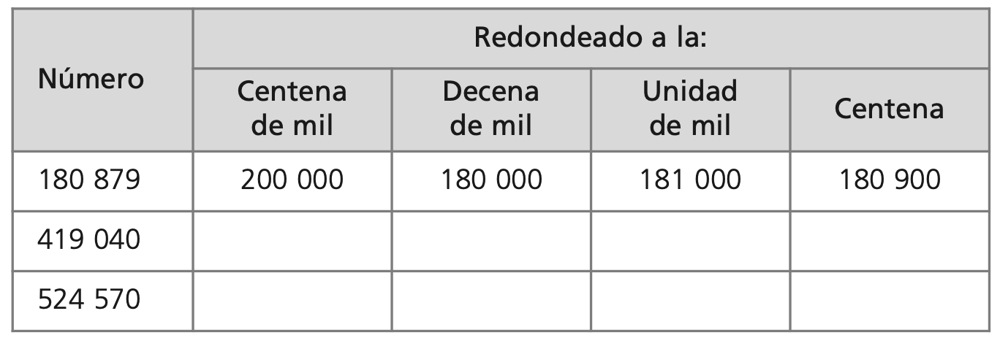 Número
Redondeado a la:
Centena
de mil
Decena
de mil
Unidad
de mil
Centena
180 879 200 000 180 000 181 000 180 900
419 040
524 570